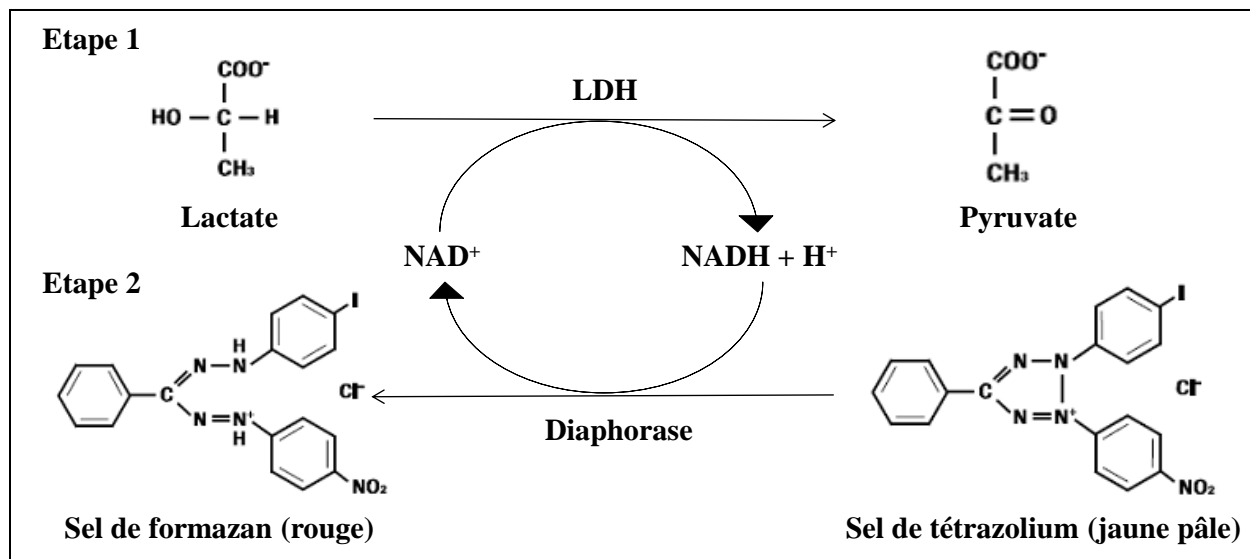 Etape 1
COO⁻
HO – C – H
CH₃
Lactate
LDH
COO⁻
C = O
CH₃
Pyruvate
NAD⁺
NADH + H⁺
Etape 2
I
H
N – N
C
N = N⁺
H
Cl⁻
NO₂
Sel de formazan (rouge)
Diaphorase
I
N – N
C
N = N⁺
Cl⁻
NO₂
Sel de tétrazolium (jaune pâle)